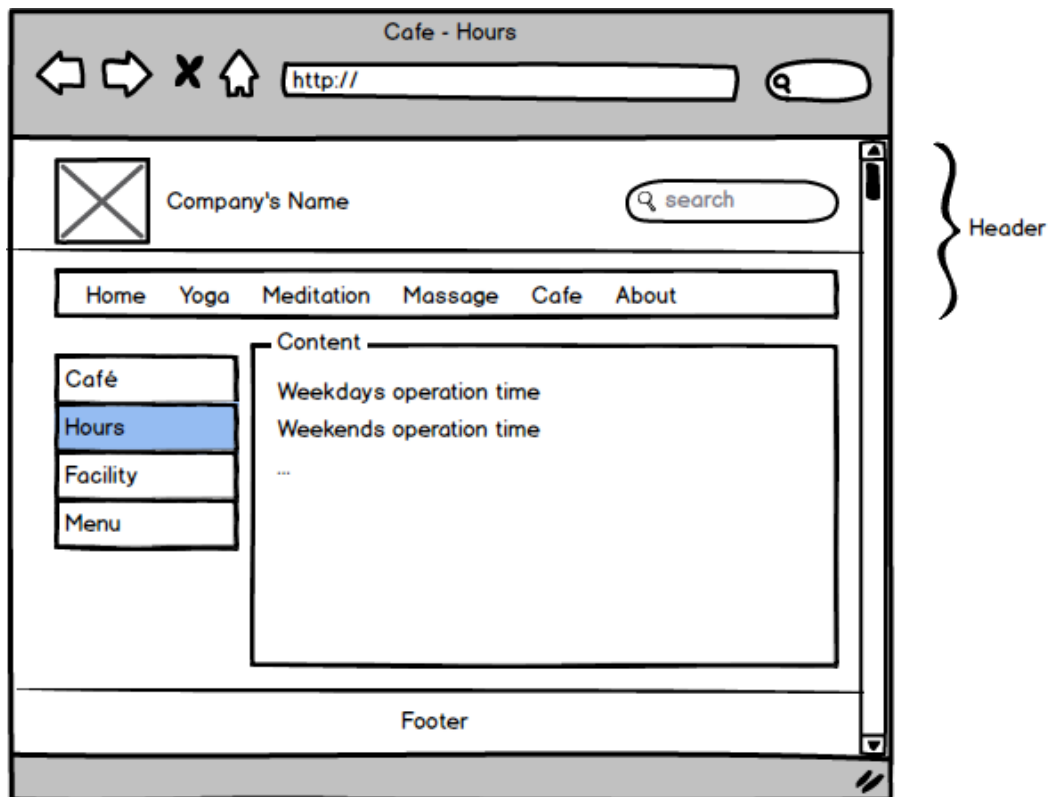 Cafe - Hours
http://
Company's Name
search
Header
Home Yoga Meditation Massage Cafe About
Content
Café
Hours
Facility
Menu
Weekdays operation time
Weekends operation time
...
Footer